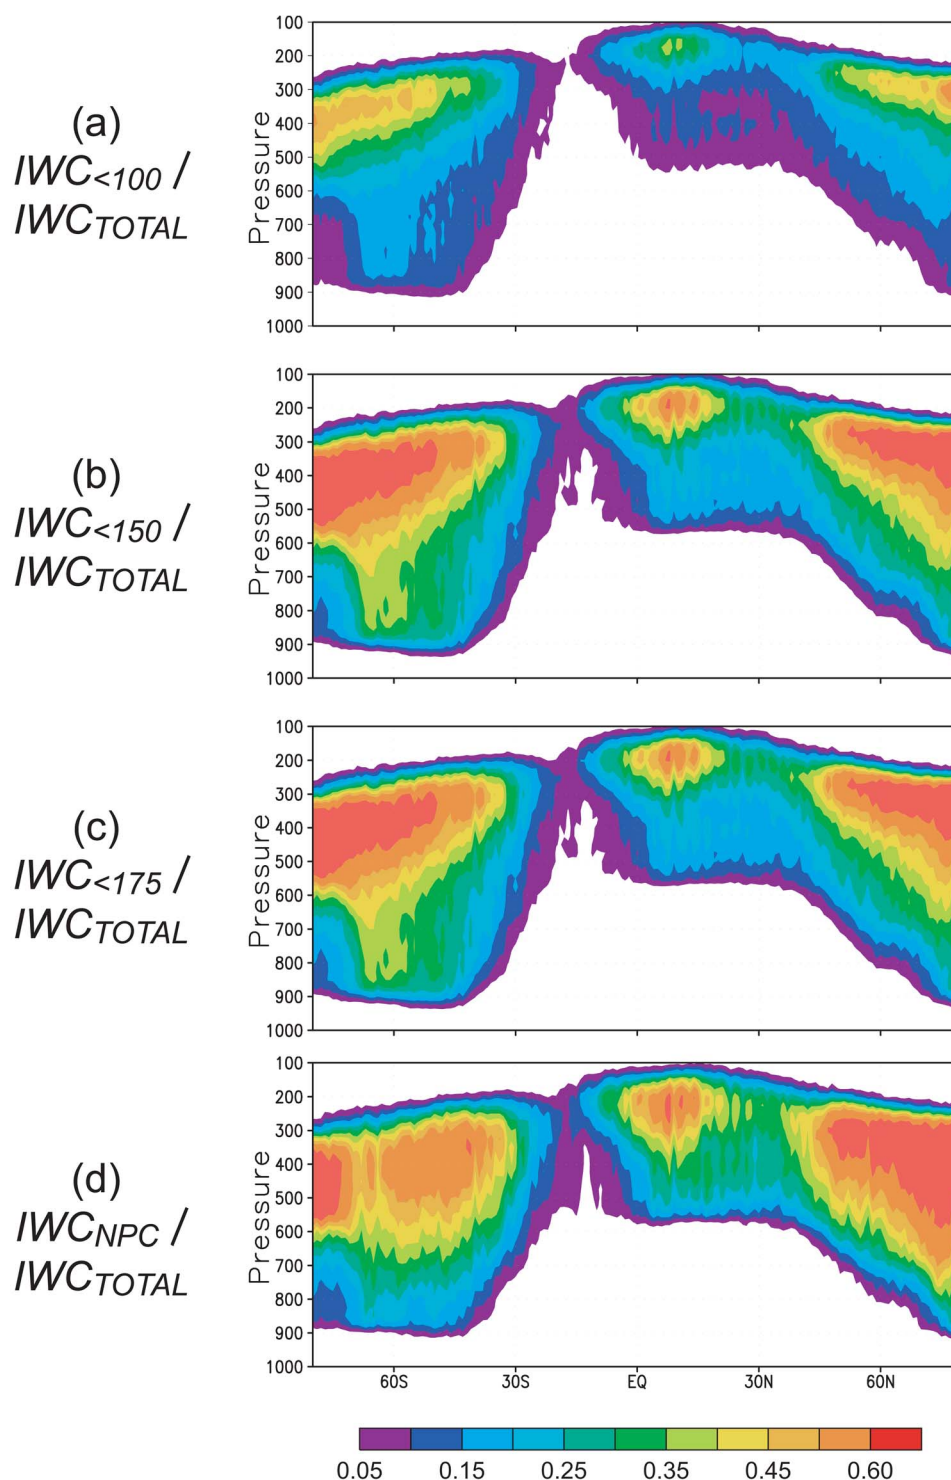 (a)
IWC<100 /
IWCTOTAL
Pressure
100
200
300
400
500
600
700
800
900
1000
(b)
IWC<150 /
IWCTOTAL
Pressure
100
200
300
400
500
600
700
800
900
1000
(c)
IWC<175 /
IWCTOTAL
Pressure
100
200
300
400
500
600
700
800
900
1000
(d)
IWCNPC /
IWCTOTAL
Pressure
100
200
300
400
500
600
700
800
900
1000
60S 30S EQ 30N 60N
0.05 0.15 0.25 0.35 0.45 0.60